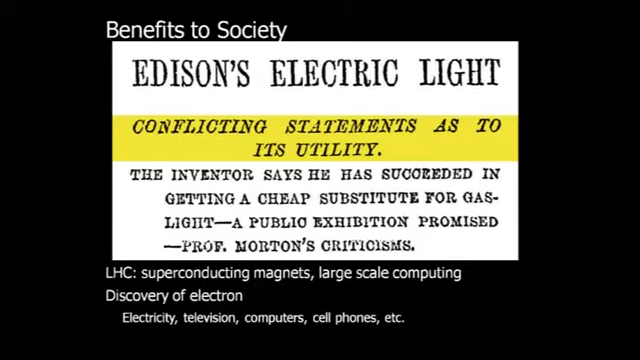 Benefits to Society
EDISON'S ELECTRIC LIGHT
CONFLICTING STATEMENTS AS TO
ITS UTILITY.
THE INVENTOR SAYS HE HAS SUCCEEDED IN
GETTING A CHEAP SUBSTITUTE FOR GAS-
LIGHT—A PUBLIC EXHIBITION PROMISED
—PROF. MORTON'S CRITICISMS.
LHC: superconducting magnets, large scale computing
Discovery of electron
Electricity, television, computers, cell phones, etc.